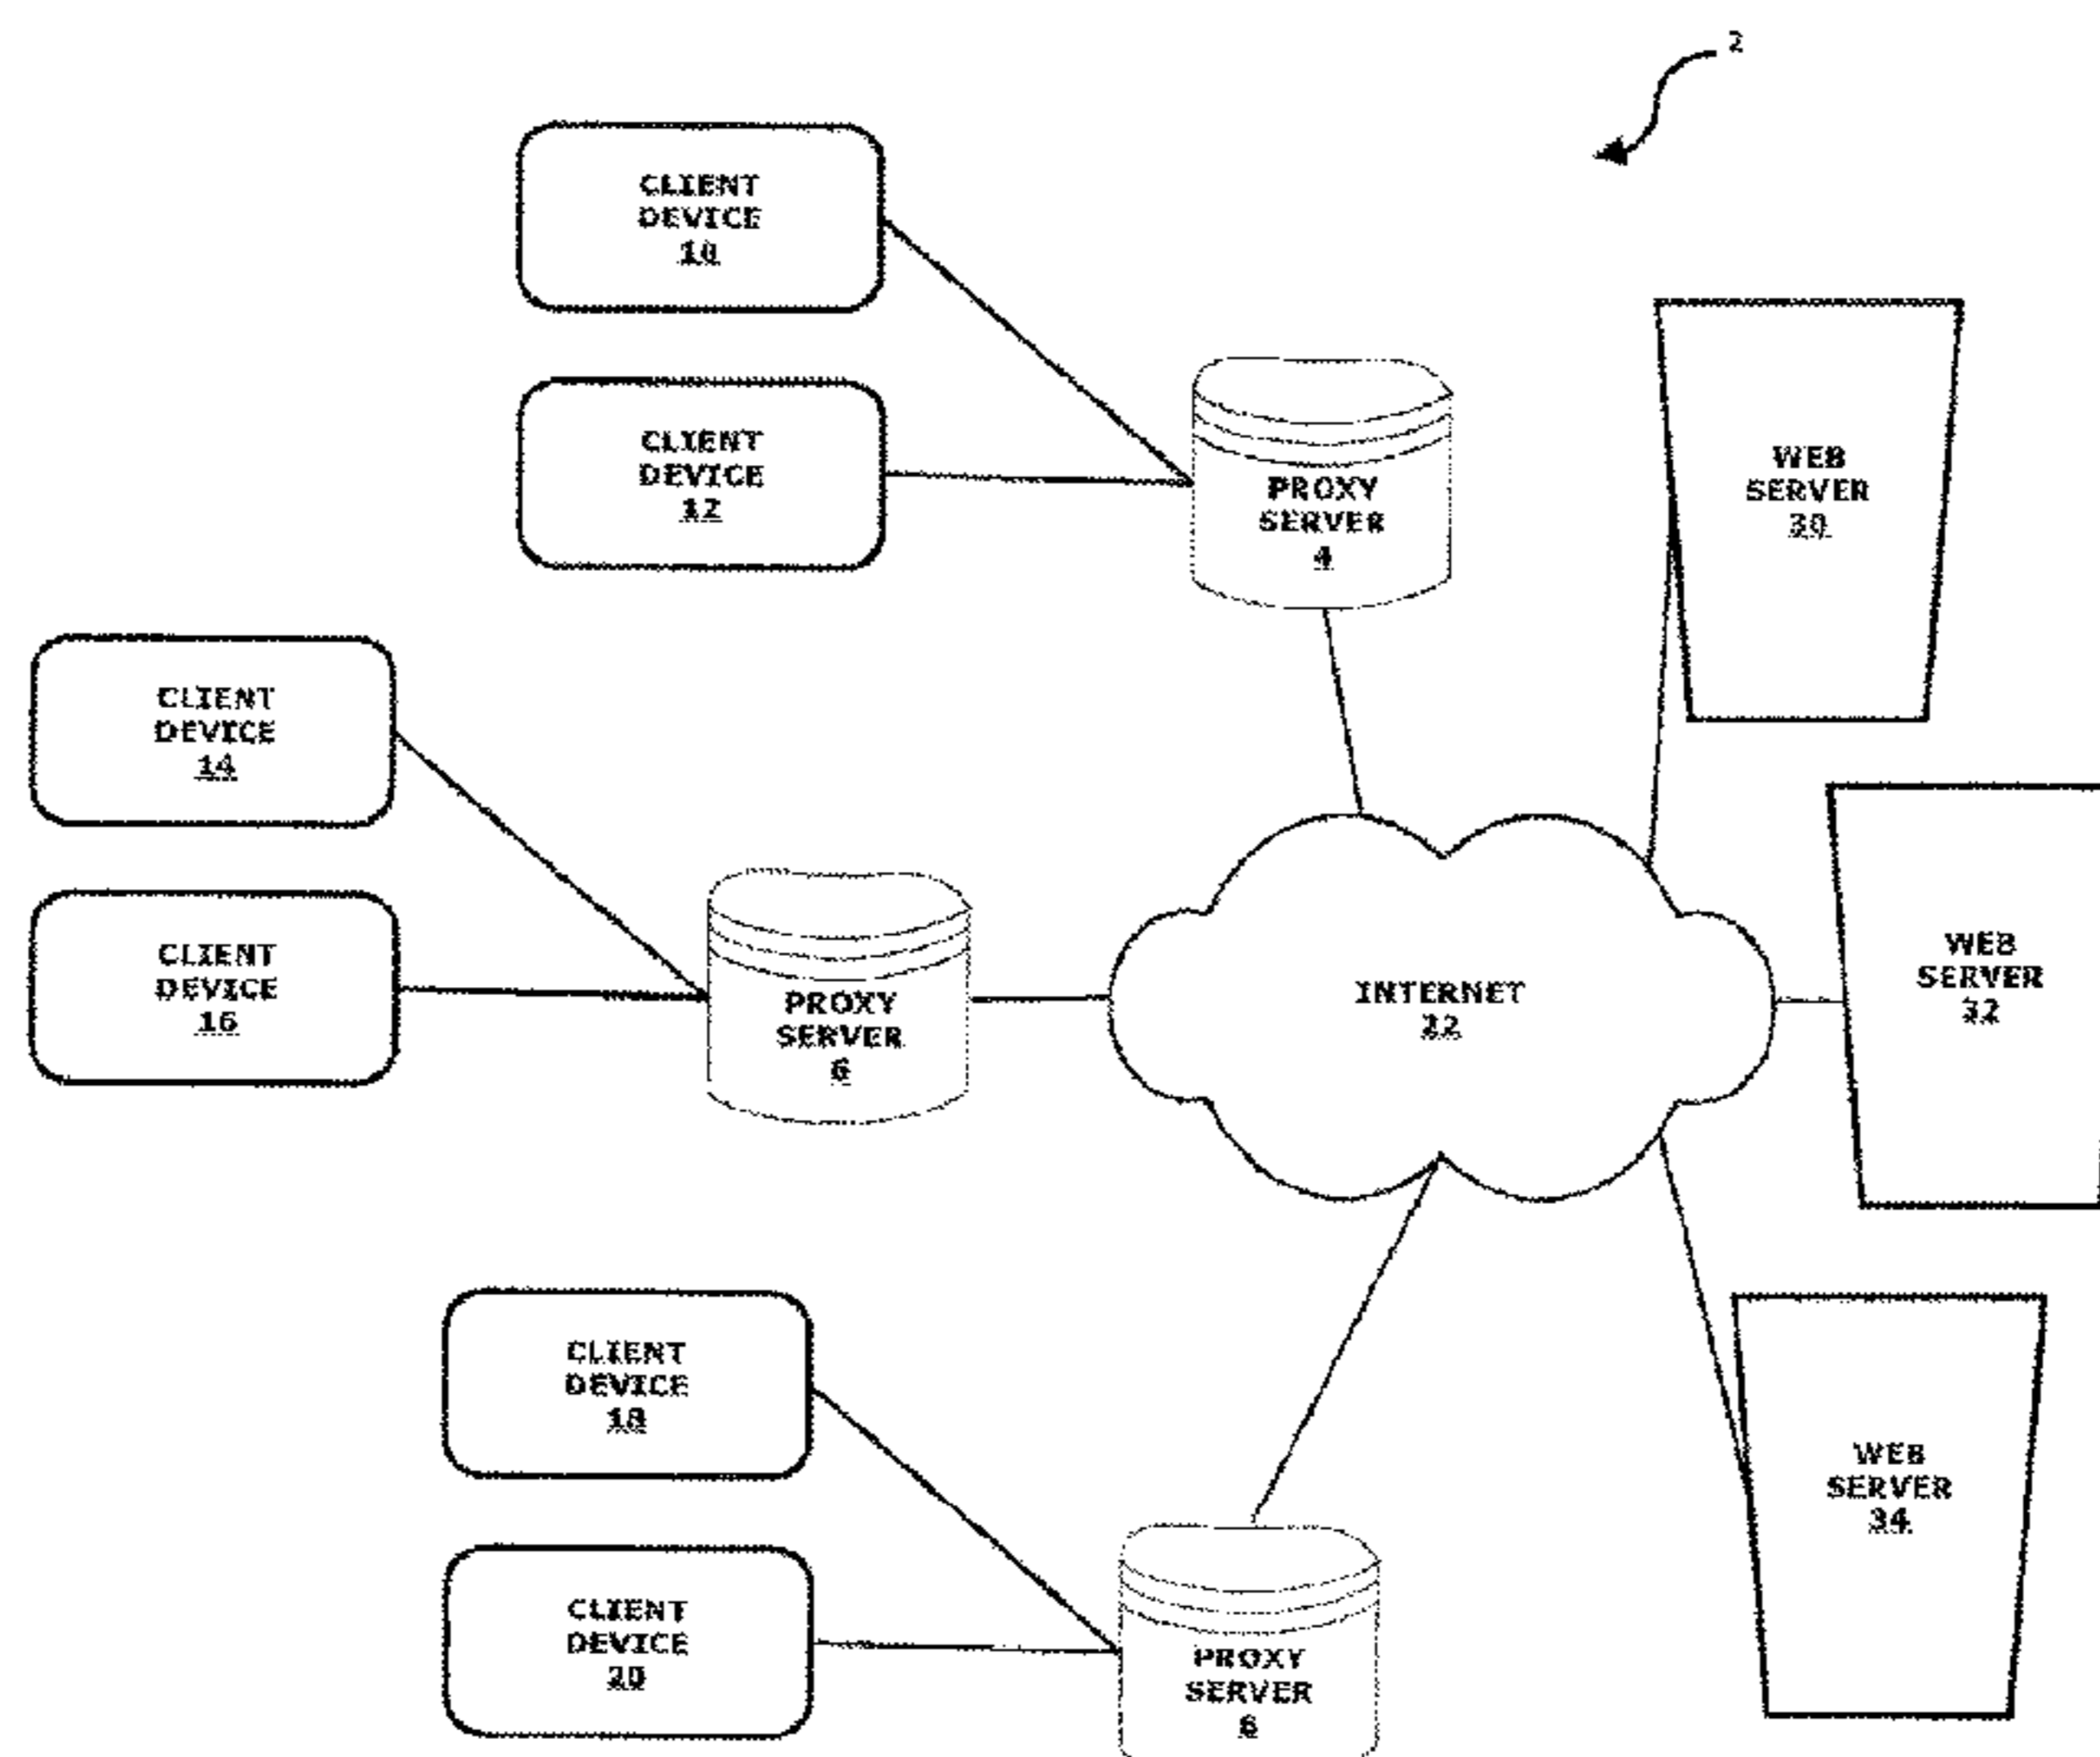 2
CLIENT
DEVICE
10
CLIENT
DEVICE
12
PROXY
SERVER
4
WEB
SERVER
30
CLIENT
DEVICE
14
CLIENT
DEVICE
16
PROXY
SERVER
6
INTERNET
22
WEB
SERVER
32
CLIENT
DEVICE
18
CLIENT
DEVICE
20
PROXY
SERVER
WEB
SERVER
34